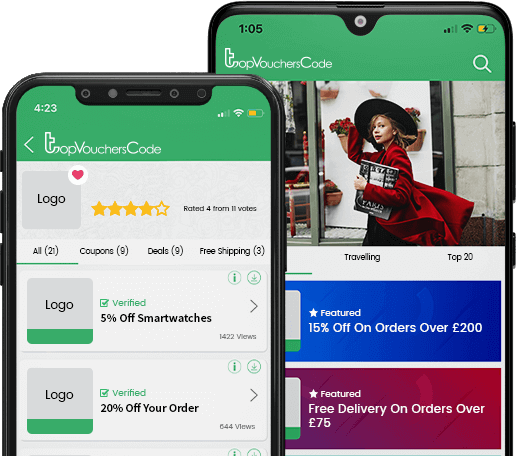 4:23
topVouchersCode
Logo
Rated 4 from 11 votes
All (21)
Coupons (9)
Deals (9)
Free Shipping (3)
Logo
Verified
5% Off Smartwatches
1422 Views
Logo
Verified
20% Off Your Order
644 Views
1:05
topVouchersCode
PARIS
Travelling
Top 20
Featured
15% Off On Orders Over £200
Featured
Free Delivery On Orders Over
£75